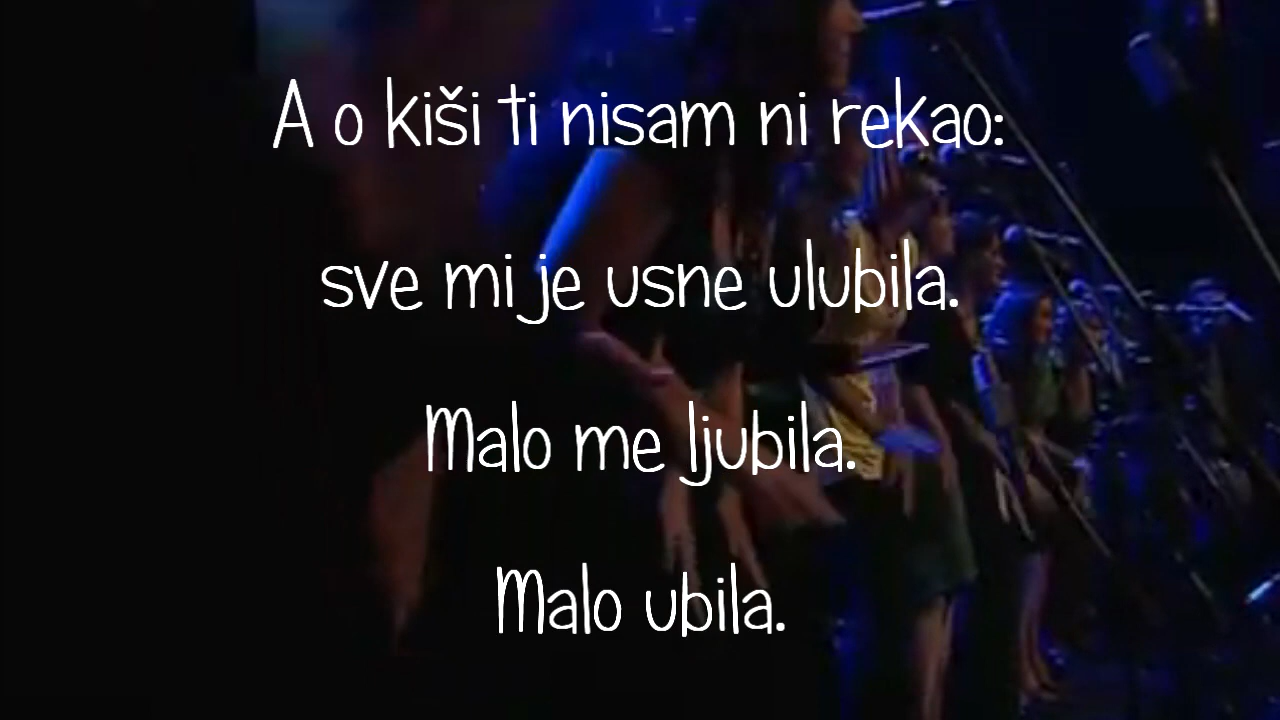 A o kiši ti nisam ni rekao:
sve mi je usne ulubila.
Malo me ljubila.
Malo ubila.